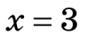 x = 3